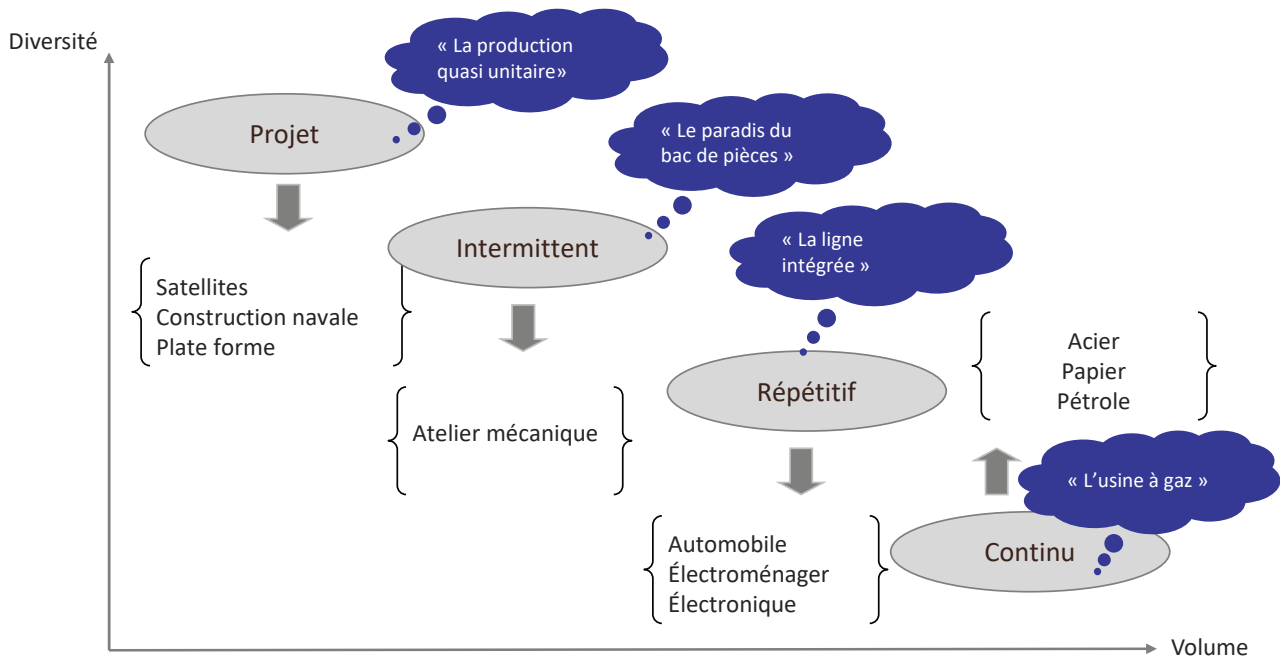 Diversité
« La production
quasi unitaire»
Projet
« Le paradis du
bac de pièces »
Intermittent
« La ligne
intégrée »
Satellites
Construction navale
Plate forme
Répétitif
Acier
Papier
Pétrole
Atelier mécanique
« L’usine à gaz »
Continu
Automobile
Électroménager
Électronique
Volume